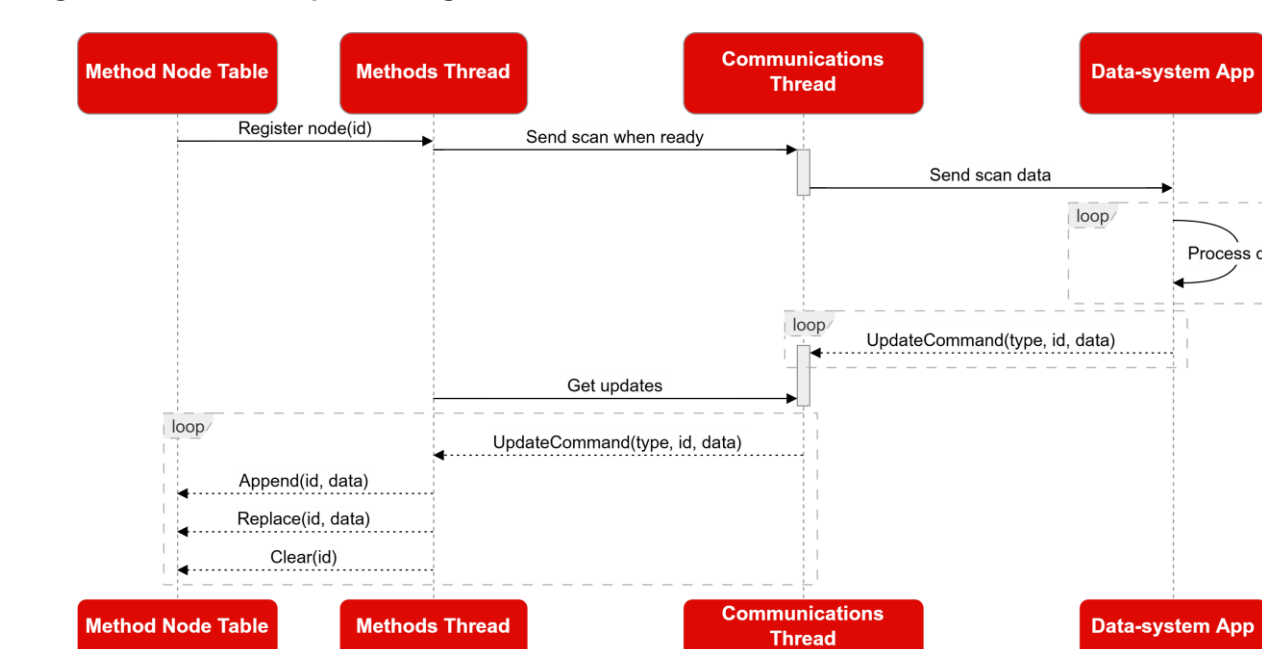 Method Node Table
Methods Thread
Communications
Thread
Data-system App
Register node(id)
Send scan when ready
Send scan data
loop
Process
loop
UpdateCommand(type, id, data)
Get updates
loop
UpdateCommand(type, id, data)
Append(id, data)
Replace(id, data)
Clear(id)
Method Node Table
Methods Thread
Communications
Thread
Data-system App